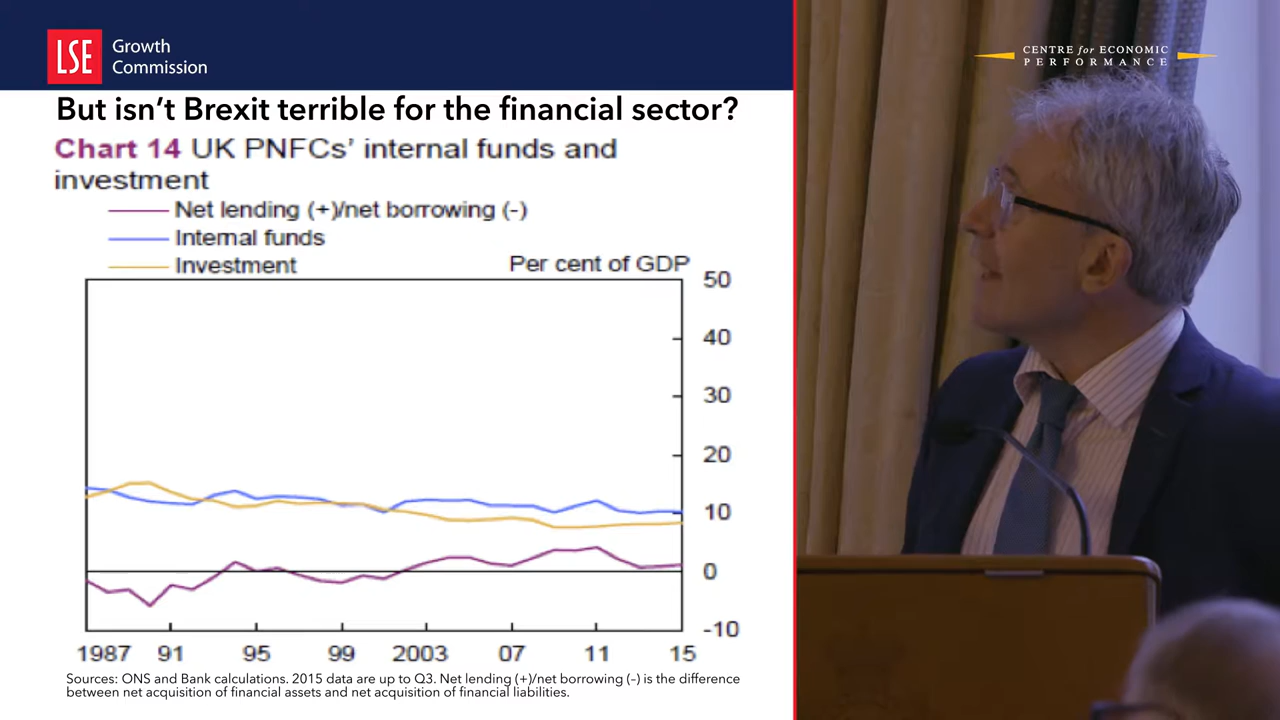 LSE
Growth
Commission
CENTRE for ECONOMIC
PERFORMANCE
But isn't Brexit terrible for the financial sector?
Chart 14 UK PNFCs' internal funds and
investment
Net lending (+)/net borrowing (-)
Internal funds
Investment
Per cent of GDP
50
40
30
20
10
0
-10
1987 91 95 99 2003 07 11 15
Sources: ONS and Bank calculations. 2015 data are up to Q3. Net lending (+)/net borrowing (–) is the difference
between net acquisition of financial assets and net acquisition of financial liabilities.